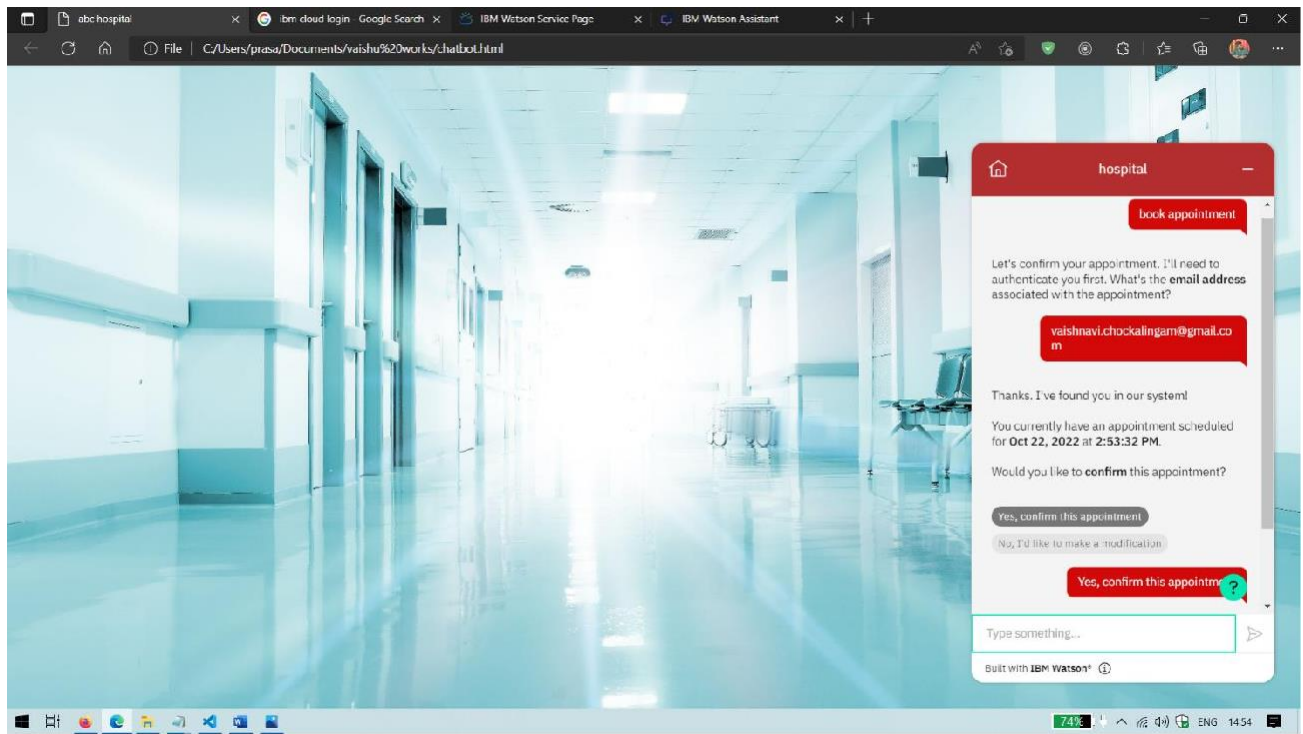 abc hospital
ibm cloud login - Google Search
IBM Watson Service Page
IBM Watson Assistant
File
C:/Users/prasa/Documents/vaishu%20works/chatbot.html
hospital
book appointment
Let's confirm your appointment. I'll need to
authenticate you first. What's the email address
associated with the appointment?
vaishnavi.chockalingam@gmail.co
m
Thanks. I've found you in our system!
You currently have an appointment scheduled
for Oct 22, 2022 at 2:53:32 PM.
Would you like to confirm this appointment?
Yes, confirm this appointment
No, I'd like to make a modification
Yes, confirm this appointme
?
Type something...
Built with IBM Watson®
74%
ENG
14:54